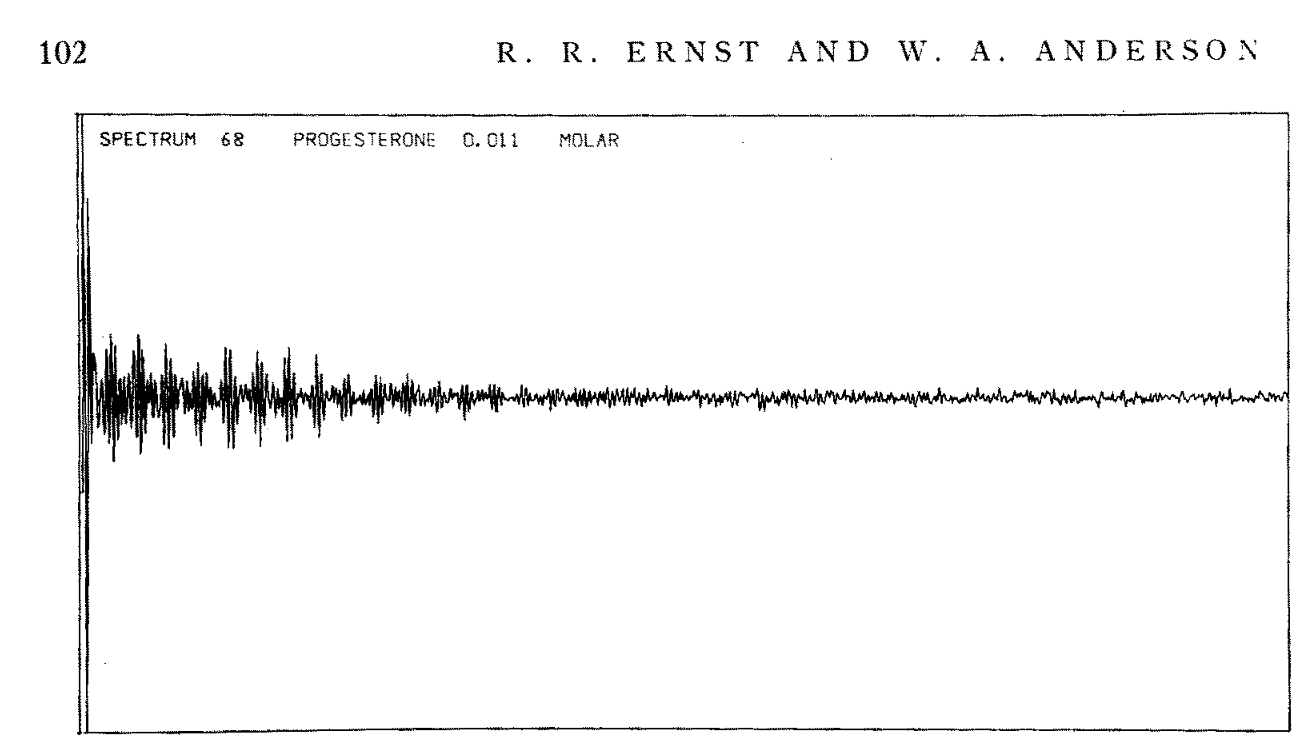 102 R. R. ERNST AND W. A. ANDERSON
SPECTRUM 68 PROGESTERONE 0.011 MOLAR